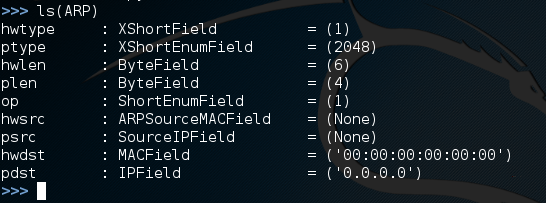 >>> ls(ARP)
hwtype     : XShortField          = (1)
ptype      : XShortEnumField      = (2048)
hwlen      : ByteField            = (6)
plen       : ByteField            = (4)
op         : ShortEnumField       = (1)
hwsrc      : ARPSourceMACField    = (None)
psrc       : SourceIPField        = (None)
hwdst      : MACField             = ('00:00:00:00:00:00')
pdst       : IPField              = ('0.0.0.0')
>>>